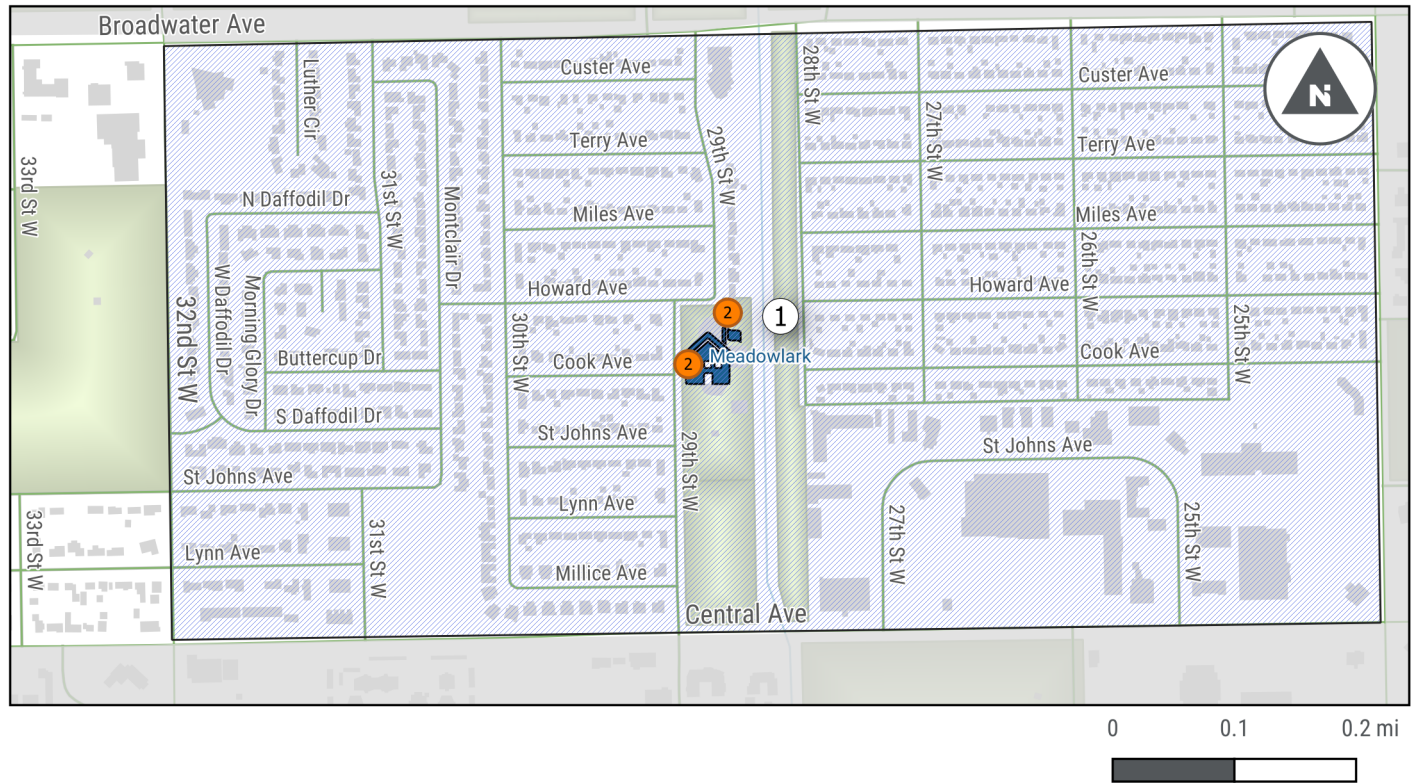 Broadwater Ave
Luther Cir
Custer Ave
28th St W
Custer Ave
N
27th St W
Terry Ave
29th St W
Terry Ave
33rd St W
31st St W
Montclair Dr
N Daffodil Dr
Miles Ave
Miles Ave
26th St W
W Daffodil Dr
Morning Glory Dr
Howard Ave
Howard Ave
32nd St W
2
1
25th St W
30th St W
Buttercup Dr
Cook Ave
2
Meadowlark
Cook Ave
S Daffodil Dr
St Johns Ave
29th St W
St Johns Ave
St Johns Ave
Lynn Ave
33rd St W
31st St W
27th St W
25th St W
Lynn Ave
Millice Ave
Central Ave
0 0.1 0.2 mi